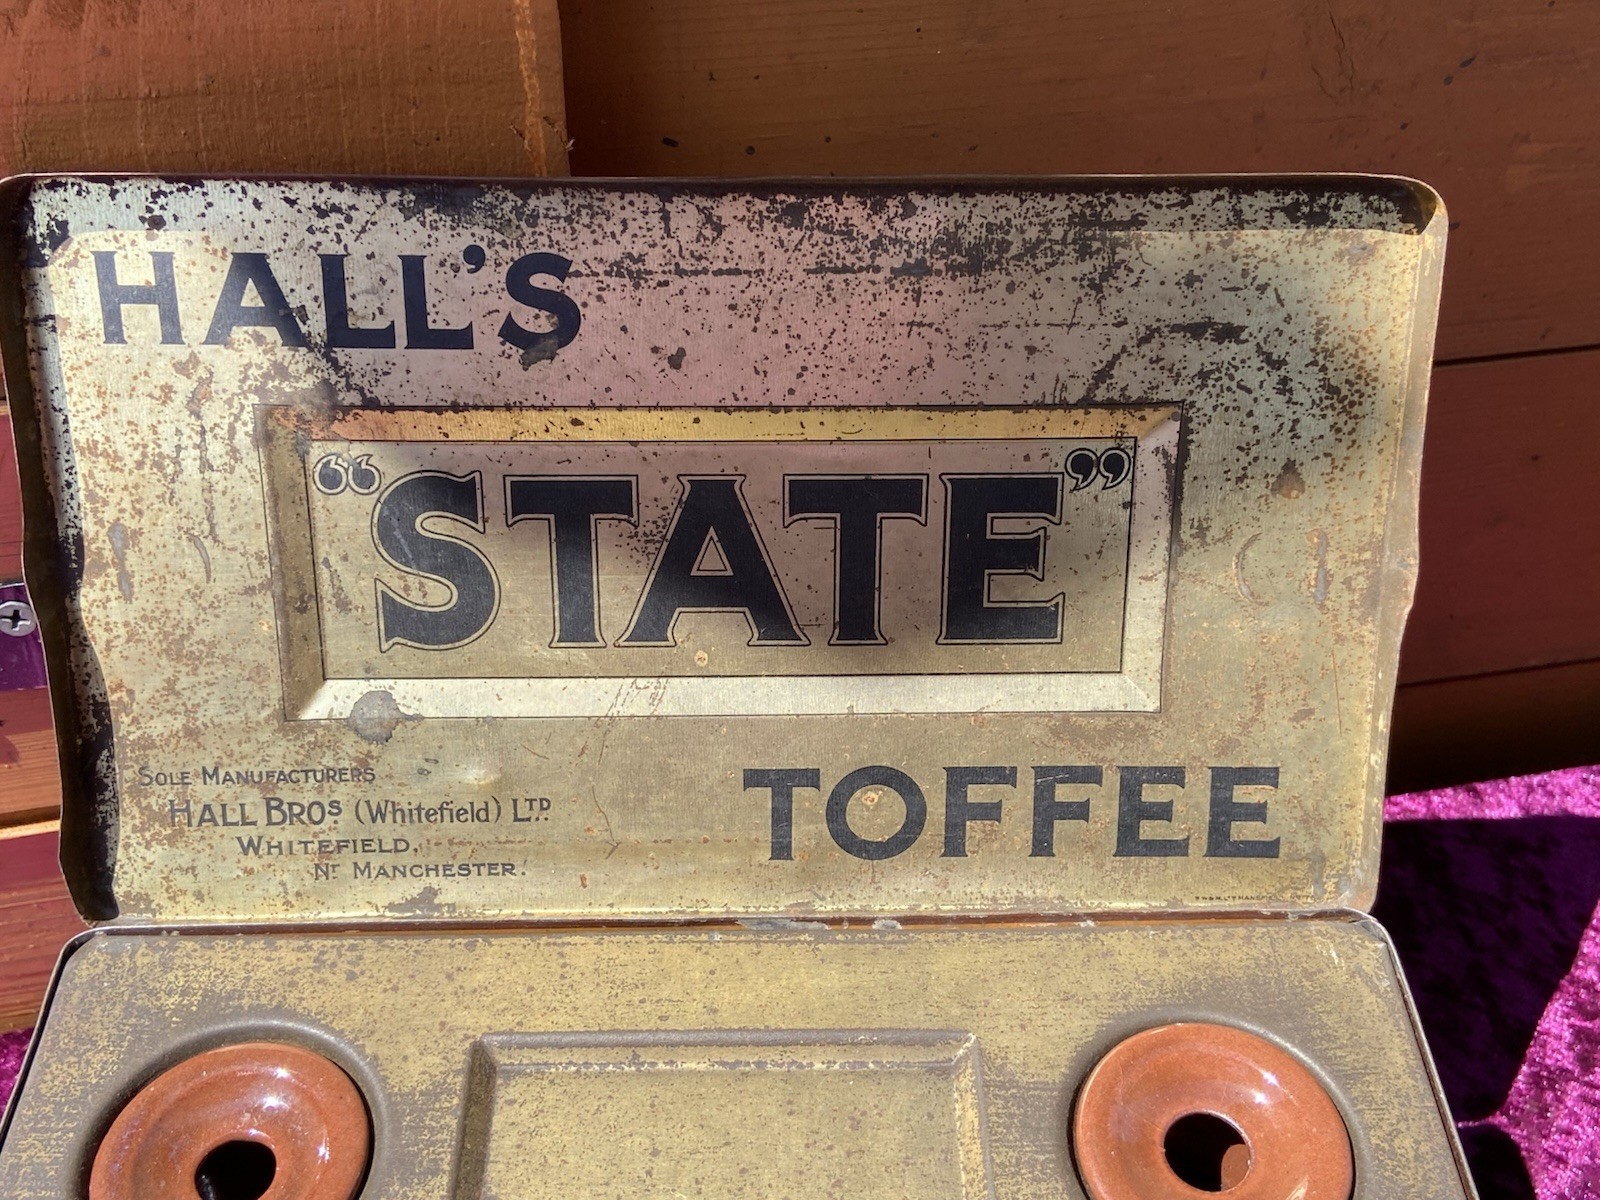 HALL'S
“STATE”
TOFFEE
SOLE MANUFACTURERS
HALL BROS (Whitefield) LTD
WHITEFIELD,
NR MANCHESTER.